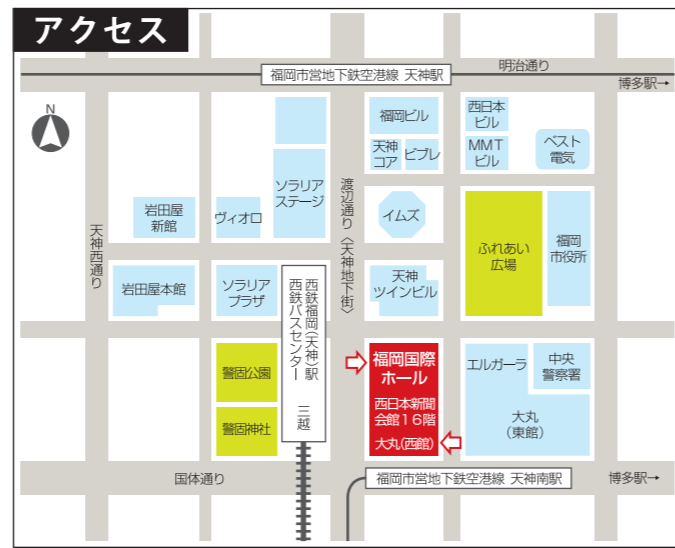 アクセス
明治通り
福岡市営地下鉄空港線 天神駅
博多駅→
N
福岡ビル
西日本
ビル
天神
コア
ビブレ
MMT
ビル
ベスト
電気
ソラリア
ステージ
渡辺通り〈天神地下街〉
岩田屋
新館
ヴィオロ
イムズ
天神西通り
ふれあい
広場
福岡
市役所
岩田屋本館
ソラリア
プラザ
西鉄福岡(天神)駅
西鉄バスセンター
三越
天神
ツインビル
警固公園
福岡国際
ホール
西日本新聞
会館16階
大丸(西館)
エルガーラ
中央
警察署
大丸
(東館)
警固神社
国体通り
福岡市営地下鉄空港線 天神南駅
博多駅→